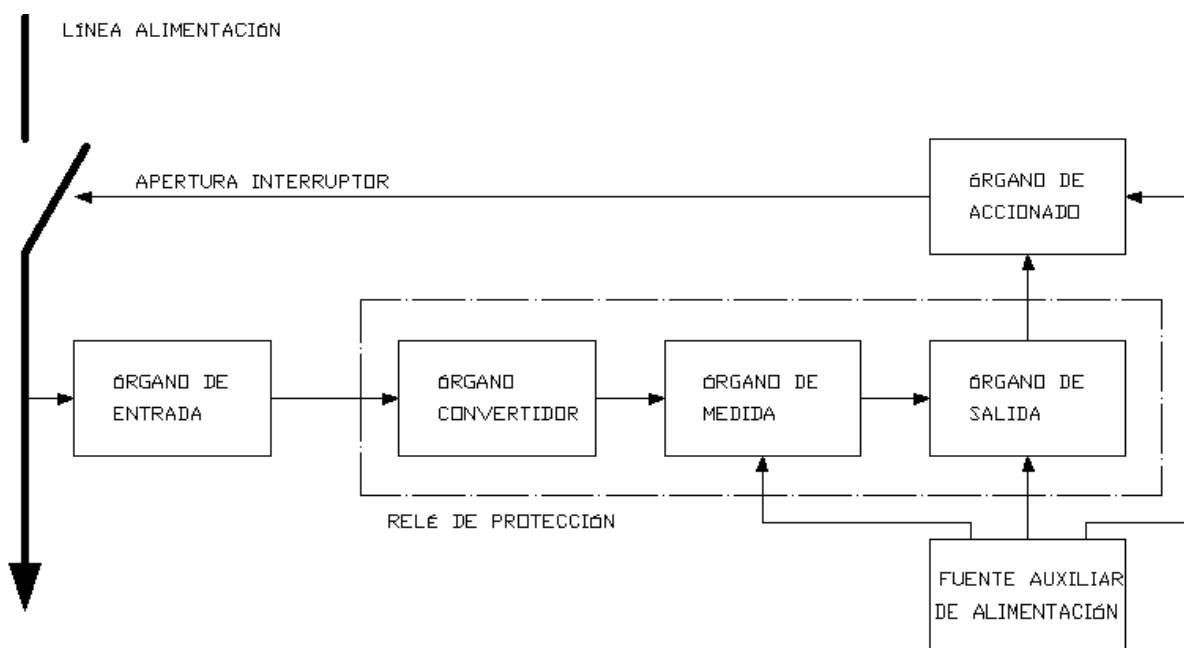 LÍNEA ALIMENTACIÓN
APERTURA INTERRUPTOR
ÓRGANO DE
ACCIONADO
ÓRGANO DE
ENTRADA
ÓRGANO
CONVERTIDOR
ÓRGANO DE
MEDIDA
ÓRGANO DE
SALIDA
RELÉ DE PROTECCIÓN
FUENTE AUXILIAR
DE ALIMENTACIÓN